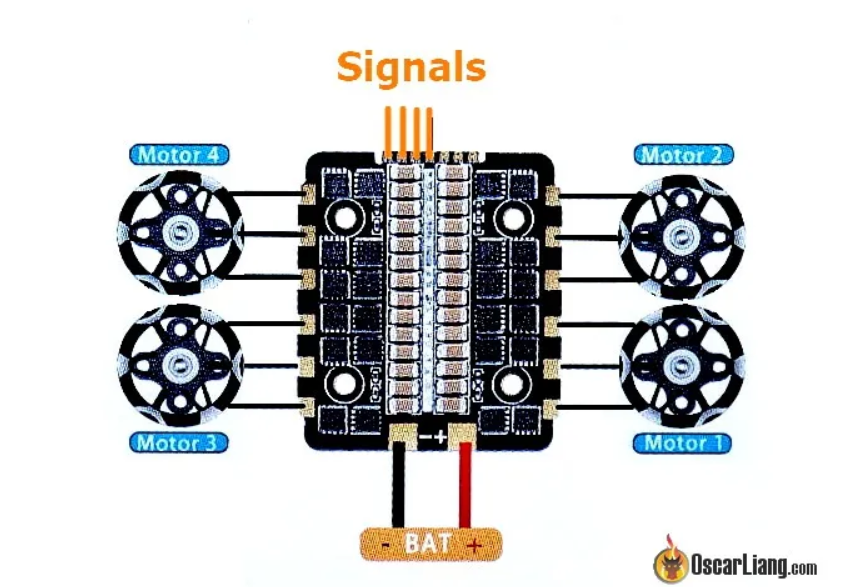 Signals
Motor 4
Motor 2
Motor 3
Motor 1
- +
- BAT +
OscarLiang.com